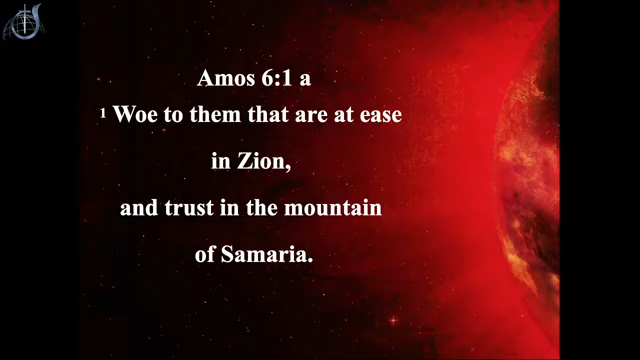 Amos 6:1 a
¹ Woe to them that are at ease
in Zion,
and trust in the mountain
of Samaria.